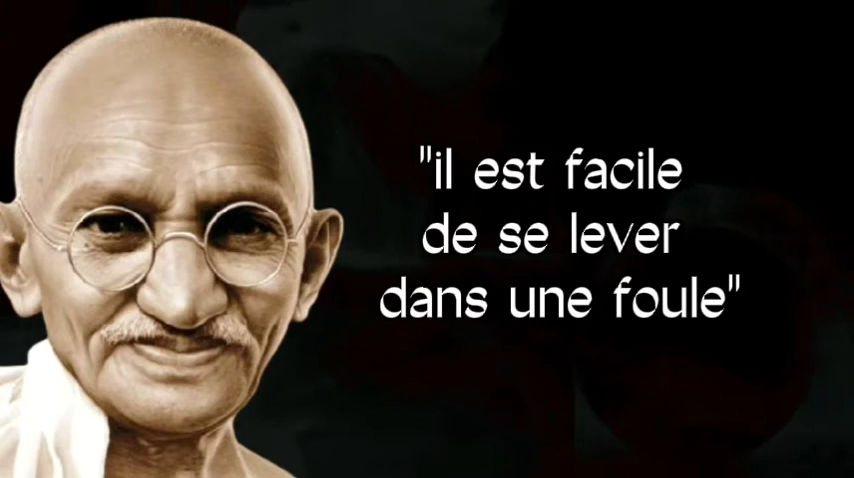 "il est facile
de se lever
dans une foule"